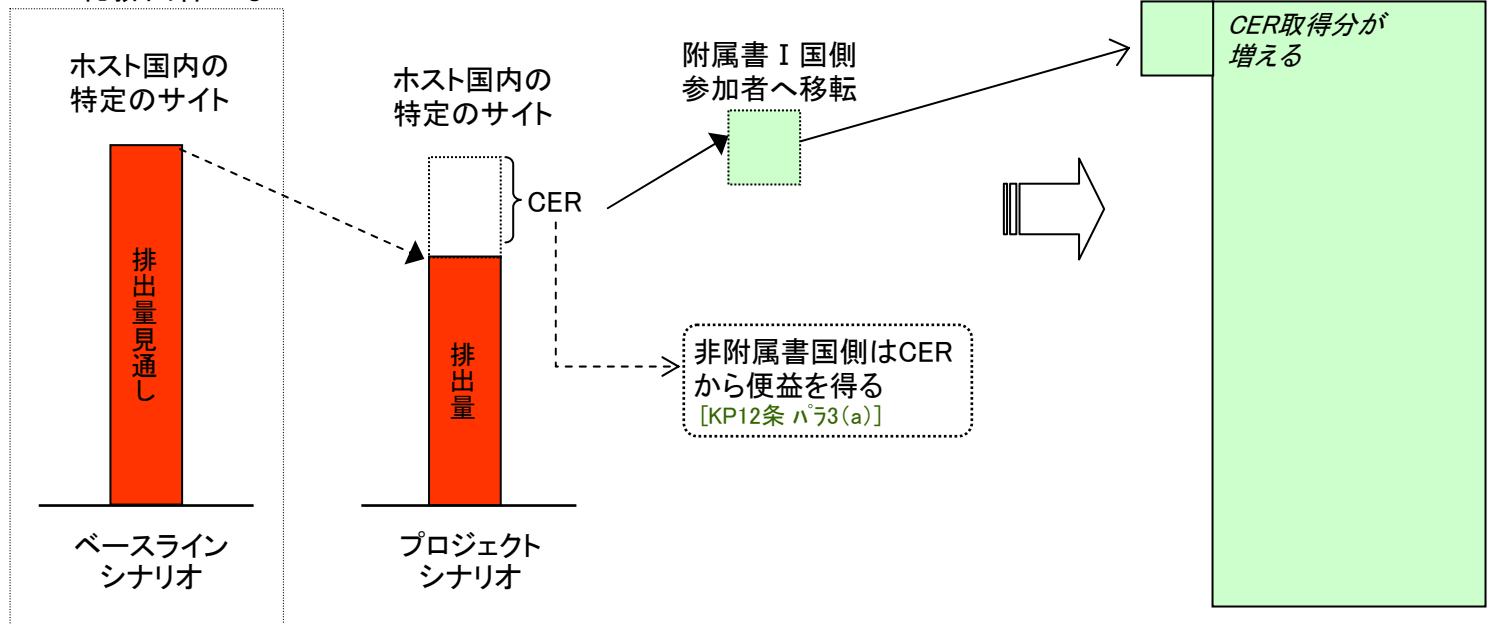 ホスト国内の
特定のサイト
排出量見通し
ベースライン
シナリオ
ホスト国内の
特定のサイト
CER
排出量
プロジェクト
シナリオ
附属書Ⅰ国側
参加者へ移転
非附属書国側はCER
から便益を得る
[KP12条 パラ3(a)]
CER取得分が
増える